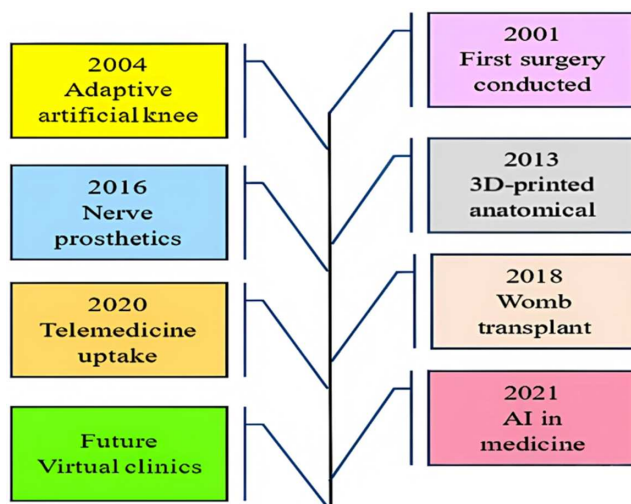 2001
First surgery
conducted
2004
Adaptive
artificial knee
2013
3D-printed
anatomical
2016
Nerve
prosthetics
2018
Womb
transplant
2020
Telemedicine
uptake
2021
AI in
medicine
Future
Virtual clinics